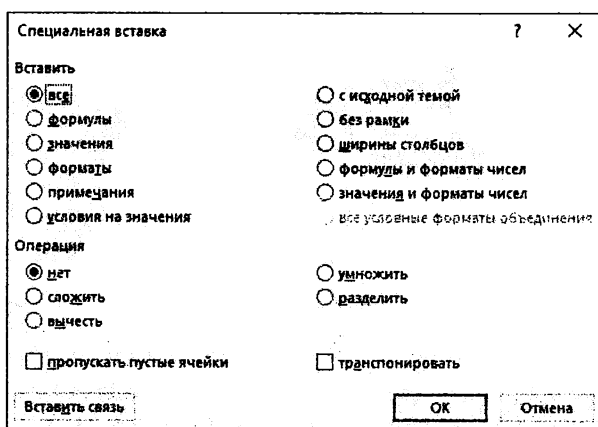 Специальная вставка ? ✕
Вставить
все
формулы
значения
форматы
примечания
условия на значения
с исходной темой
без рамки
ширины столбцов
формулы и форматы чисел
значения и форматы чисел
все условные форматы объединения
Операция
нет
сложить
вычесть
умножить
разделить
пропускать пустые ячейки
транспонировать
Вставить связь
ОК
Отмена